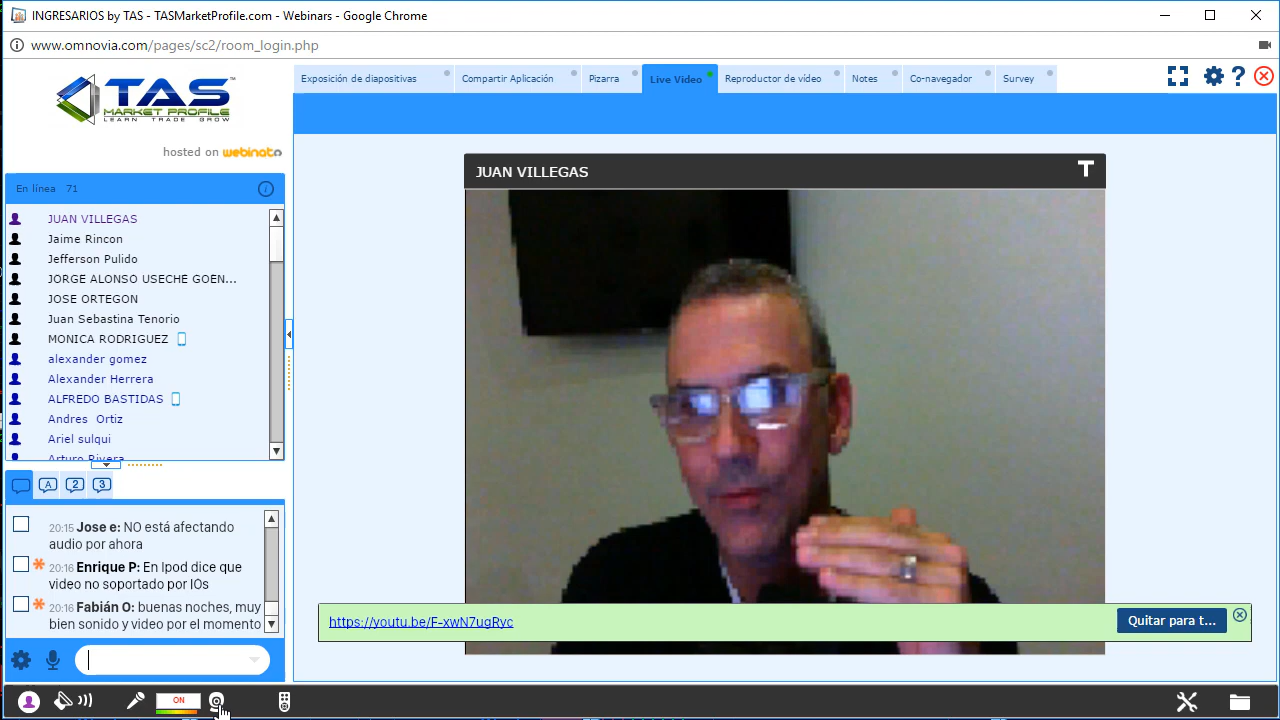 INGRESARIOS by TAS - TASMarketProfile.com - Webinars - Google Chrome
www.omnovia.com/pages/sc2/room_login.php
TAS™
MARKET PROFILE
LEARN TRADE GROW
hosted on webinato
Exposición de diapositivas
Compartir Aplicación
Pizarra
Live Video
Reproductor de vídeo
Notes
Co-navegador
Survey
?
En línea 71
i
JUAN VILLEGAS
Jaime Rincon
Jefferson Pulido
JORGE ALONSO USECHE GOEN...
JOSE ORTEGON
Juan Sebastina Tenorio
MONICA RODRIGUEZ
alexander gomez
Alexander Herrera
ALFREDO BASTIDAS
Andres Ortiz
Ariel sulqui
Arturo Rivera
A
2
3
20:15 Jose e: NO está afectando
audio por ahora
20:16 Enrique P: En Ipod dice que
video no soportado por IOs
20:16 Fabián O: buenas noches, muy
bien sonido y video por el momento
JUAN VILLEGAS
T
https://youtu.be/F-xwN7ugRyc
Quitar para t...
ON